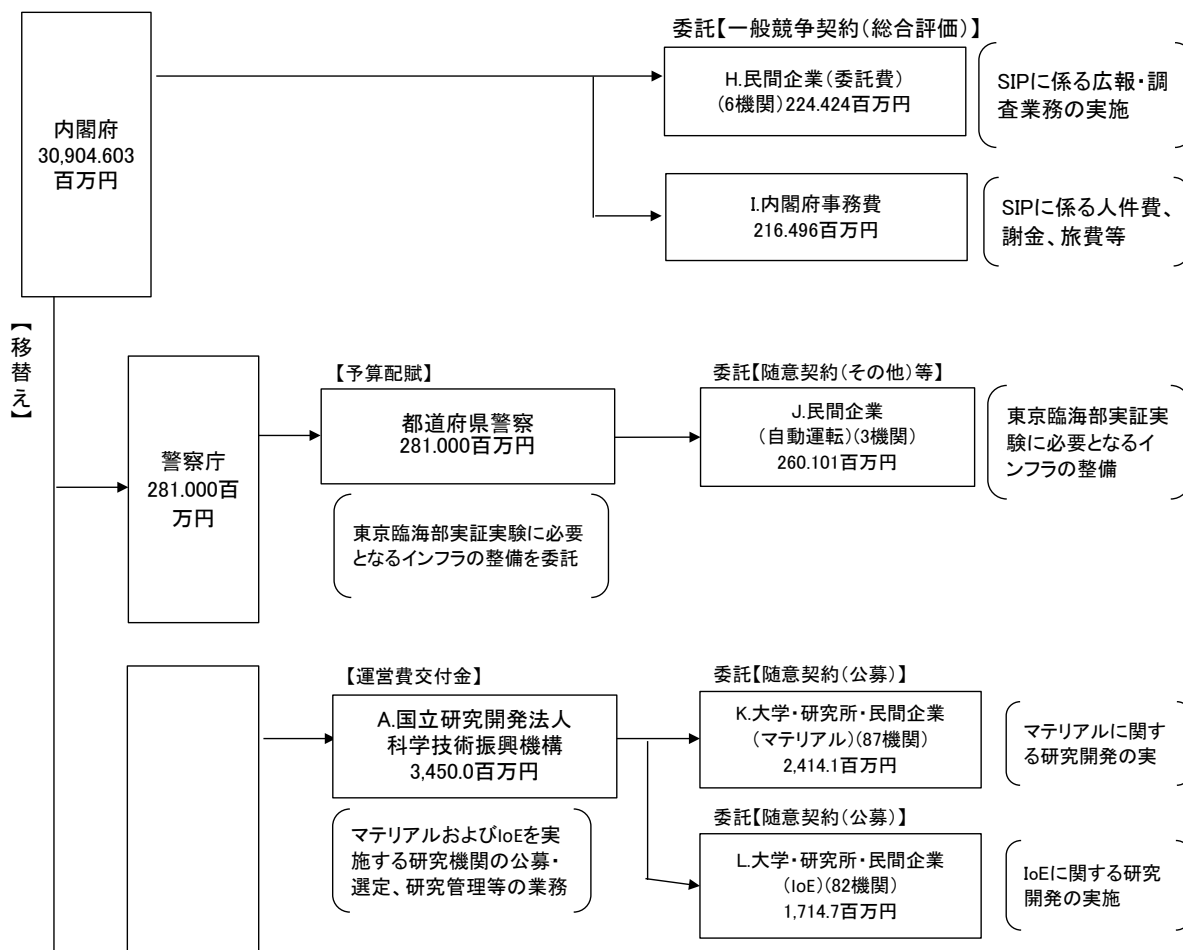 内閣府
30,904.603
百万円
委託【一般競争契約(総合評価)】
H.民間企業(委託費)
(6機関)224.424百万円
SIPに係る広報・調
査業務の実施
I.内閣府事務費
216.496百万円
SIPに係る人件費、
謝金、旅費等
【移替え】
警察庁
281.000百
万円
【予算配賦】
都道府県警察
281.000百万円
東京臨海部実証実験に必要
となるインフラの整備を委託
委託【随意契約(その他)等】
J.民間企業
(自動運転)(3機関)
260.101百万円
東京臨海部実証実
験に必要となるイ
ンフラの整備
【運営費交付金】
A.国立研究開発法人
科学技術振興機構
3,450.0百万円
マテリアルおよびIoEを実
施する研究機関の公募・
選定、研究管理等の業務
委託【随意契約(公募)】
K.大学・研究所・民間企業
(マテリアル)(87機関)
2,414.1百万円
マテリアルに関す
る研究開発の実
委託【随意契約(公募)】
L.大学・研究所・民間企業
(IoE)(82機関)
1,714.7百万円
IoEに関する研究
開発の実施